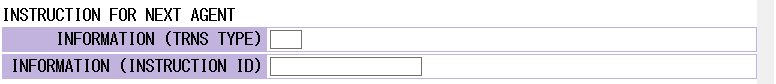 INSTRUCTION FOR NEXT AGENT
INFORMATION (TRNS TYPE)
INFORMATION (INSTRUCTION ID)